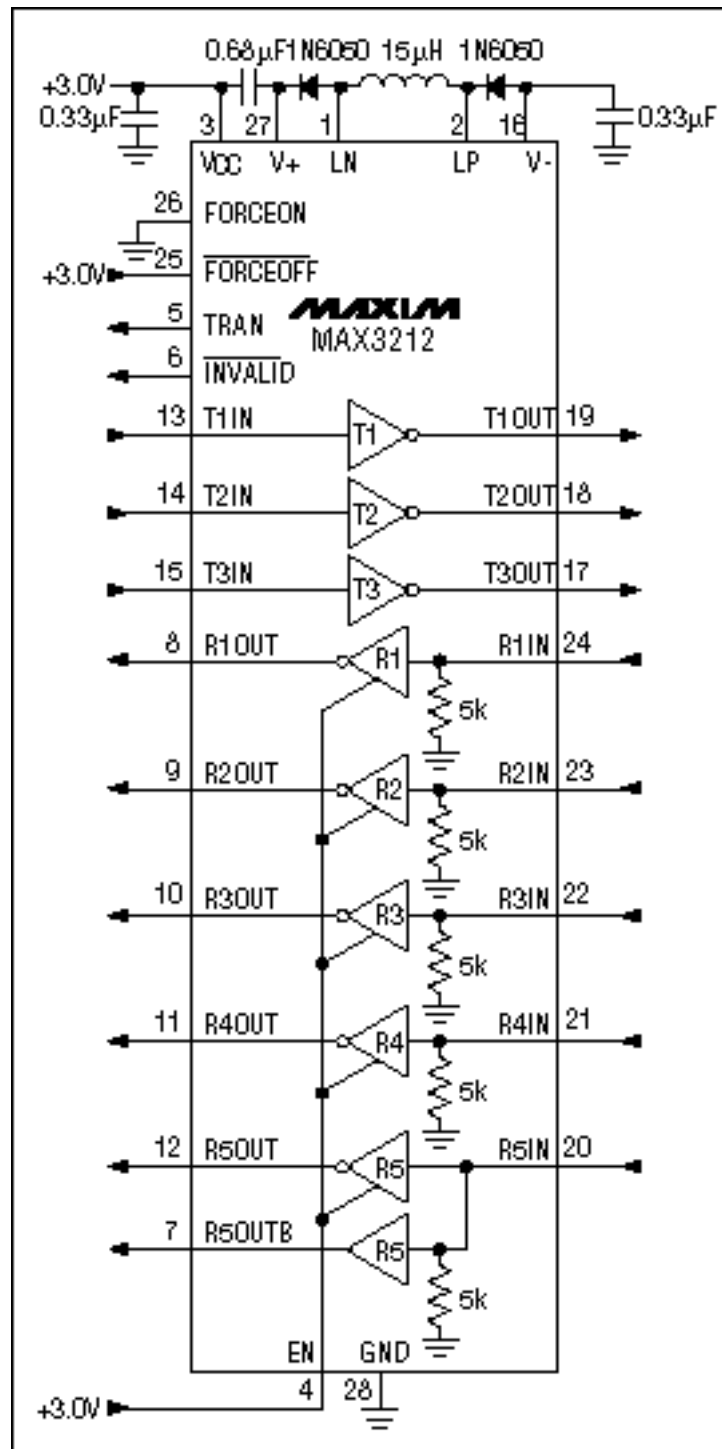 0.68µF 1N6050 15µH 1N6050
+3.0V
0.33µF 0.33µF
3 27 1 2 16
VCC V+ LN LP V-
26 FORCEON
+3.0V 25 FORCEOFF
MAXIM
5 TRAN
MAX3212
6 INVALID
13 T1IN T1 T1OUT 19
14 T2IN T2 T2OUT 18
15 T3IN T3 T3OUT 17
8 R1OUT R1 R1IN 24
5k
9 R2OUT R2 R2IN 23
5k
10 R3OUT R3 R3IN 22
5k
11 R4OUT R4 R4IN 21
5k
12 R5OUT R5 R5IN 20
7 R5OUTB R5
5k
EN GND
4 28
+3.0V